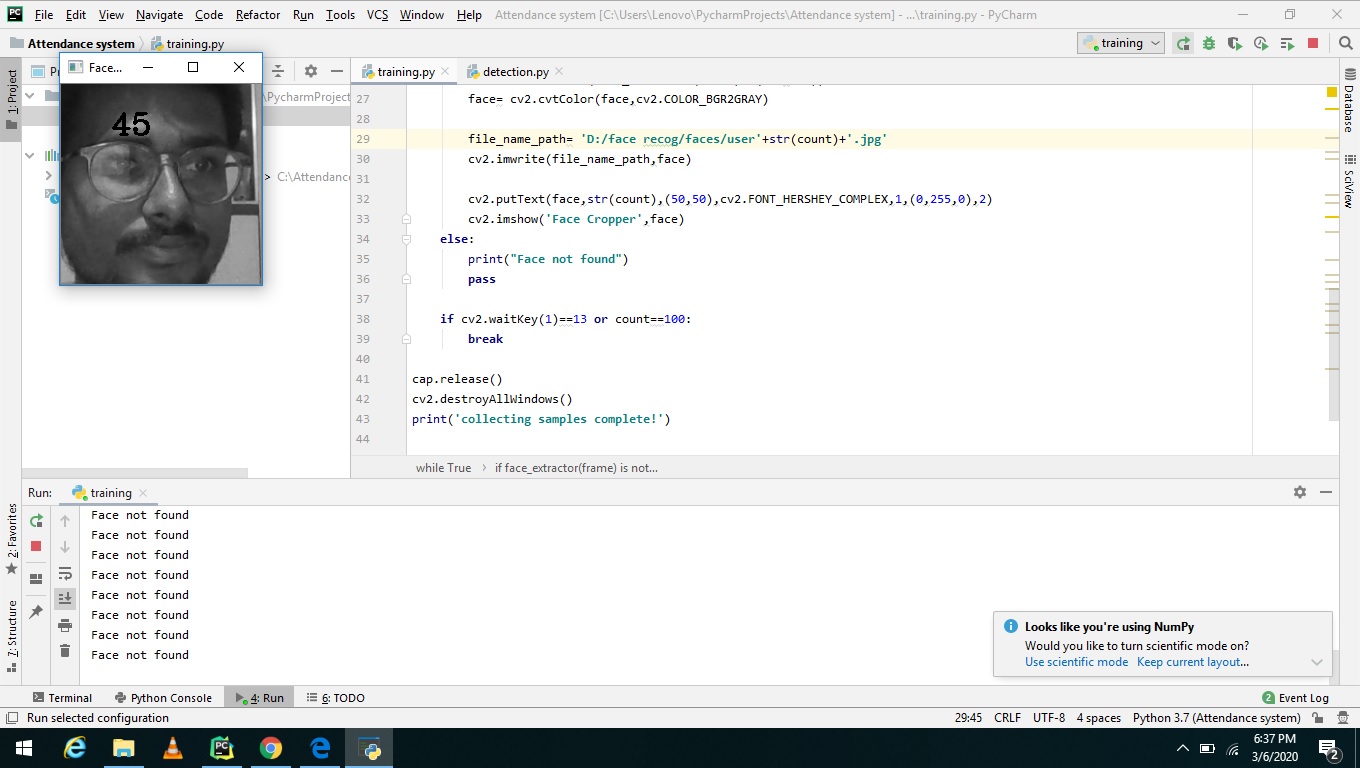 PC File Edit View Navigate Code Refactor Run Tools VCS Window Help Attendance system [C:\Users\Lenovo\PycharmProjects\Attendance system] - ...\training.py - PyCharm
Attendance system training.py training
Face...
training.py detection.py
\PycharmProject
C:\Attendanc
45
1: Project
2: Favorites
7: Structure
Database
SciView
27 face= cv2.cvtColor(face,cv2.COLOR_BGR2GRAY)
28
29 file_name_path= 'D:/face recog/faces/user'+str(count)+'.jpg'
30 cv2.imwrite(file_name_path,face)
31
32 cv2.putText(face,str(count),(50,50),cv2.FONT_HERSHEY_COMPLEX,1,(0,255,0),2)
33 cv2.imshow('Face Cropper',face)
34 else:
35 print("Face not found")
36 pass
37
38 if cv2.waitKey(1)==13 or count==100:
39 break
40
41 cap.release()
42 cv2.destroyAllWindows()
43 print('collecting samples complete!')
44
while True > if face_extractor(frame) is not...
Run: training
Face not found
Face not found
Face not found
Face not found
Face not found
Face not found
Face not found
Face not found
Looks like you're using NumPy
Would you like to turn scientific mode on?
Use scientific mode Keep current layout...
Terminal Python Console 4: Run 6: TODO 2 Event Log
Run selected configuration 29:45 CRLF UTF-8 4 spaces Python 3.7 (Attendance system)
6:37 PM
3/6/2020
2